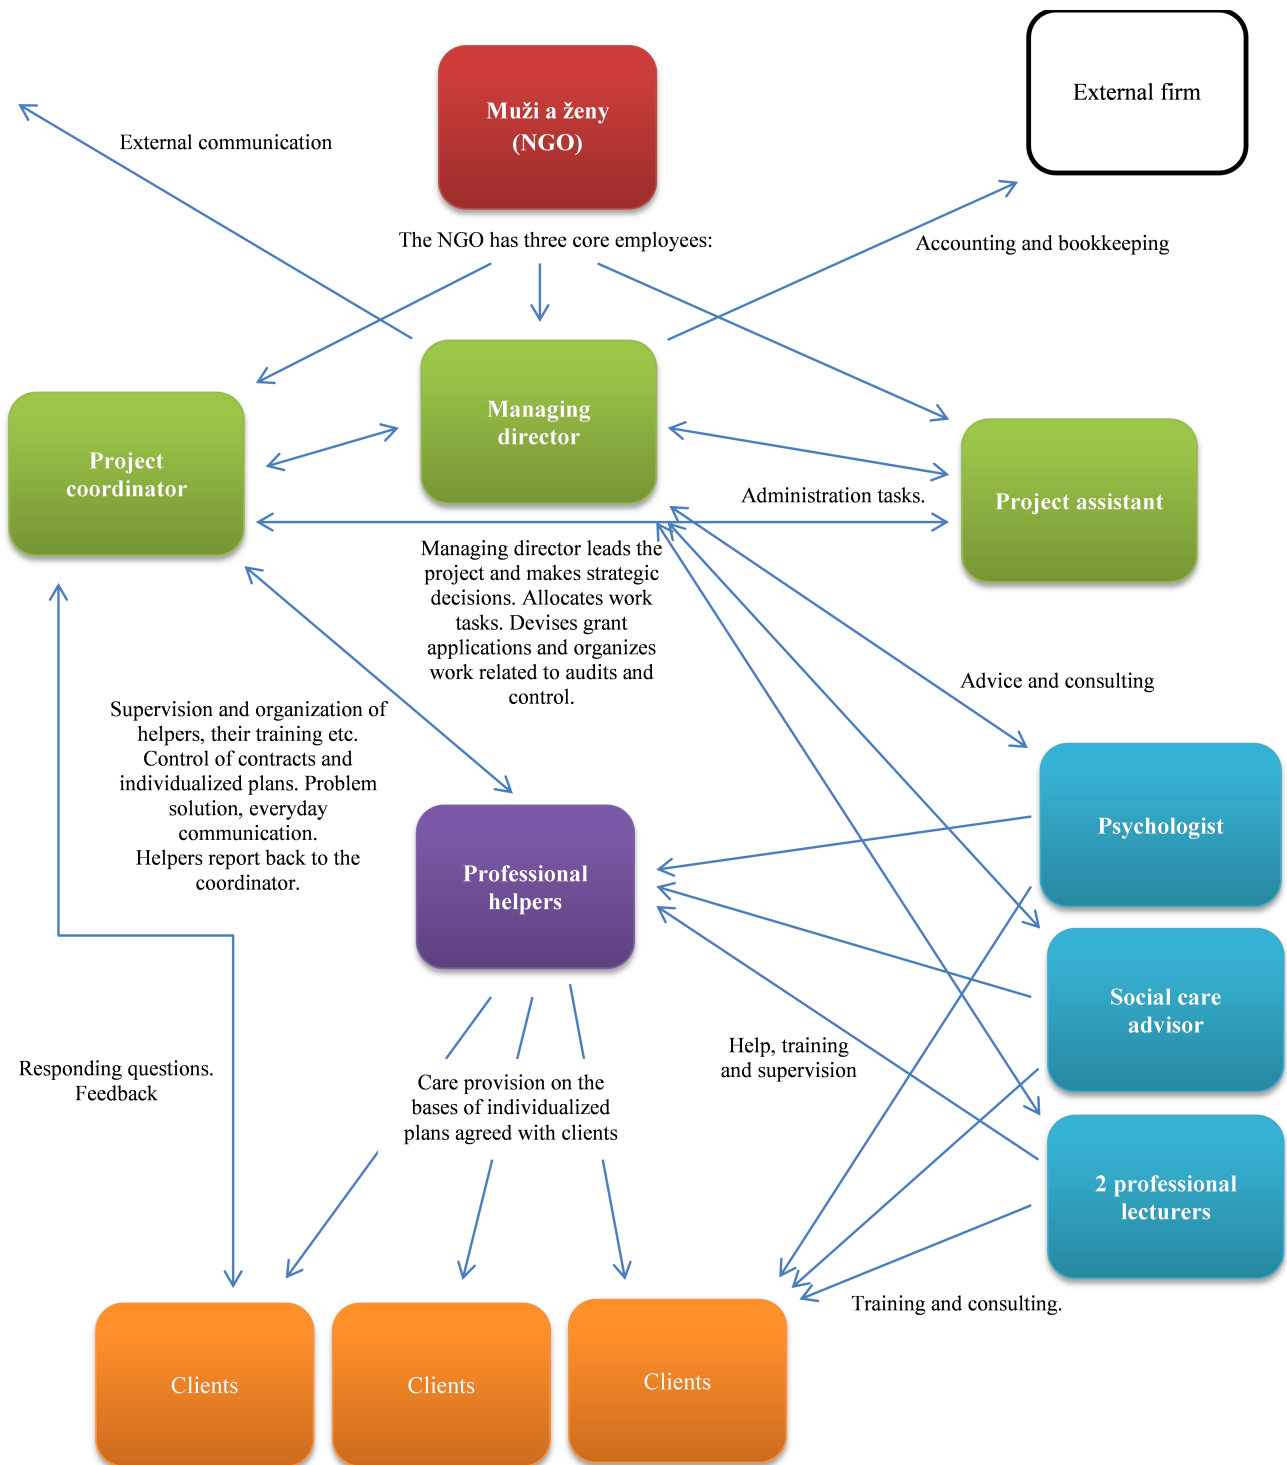 Muži a ženy
(NGO)
External firm
External communication
The NGO has three core employees:
Accounting and bookkeeping
Managing
director
Project
coordinator
Project assistant
Administration tasks.
Managing director leads the
project and makes strategic
decisions. Allocates work
tasks. Devises grant
applications and organizes
work related to audits and
control.
Advice and consulting
Supervision and organization of
helpers, their training etc.
Control of contracts and
individualized plans. Problem
solution, everyday
communication.
Helpers report back to the
coordinator.
Psychologist
Professional
helpers
Social care
advisor
Help, training
and supervision
Responding questions.
Feedback
Care provision on the
bases of individualized
plans agreed with clients
2 professional
lecturers
Training and consulting.
Clients
Clients
Clients